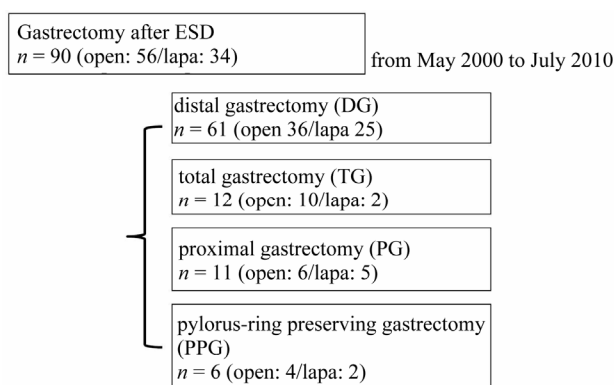 Gastrectomy after ESD
n = 90 (open: 56/lapa: 34)
from May 2000 to July 2010
distal gastrectomy (DG)
n = 61 (open 36/lapa 25)
total gastrectomy (TG)
n = 12 (open: 10/lapa: 2)
proximal gastrectomy (PG)
n = 11 (open: 6/lapa: 5)
pylorus-ring preserving gastrectomy
(PPG)
n = 6 (open: 4/lapa: 2)